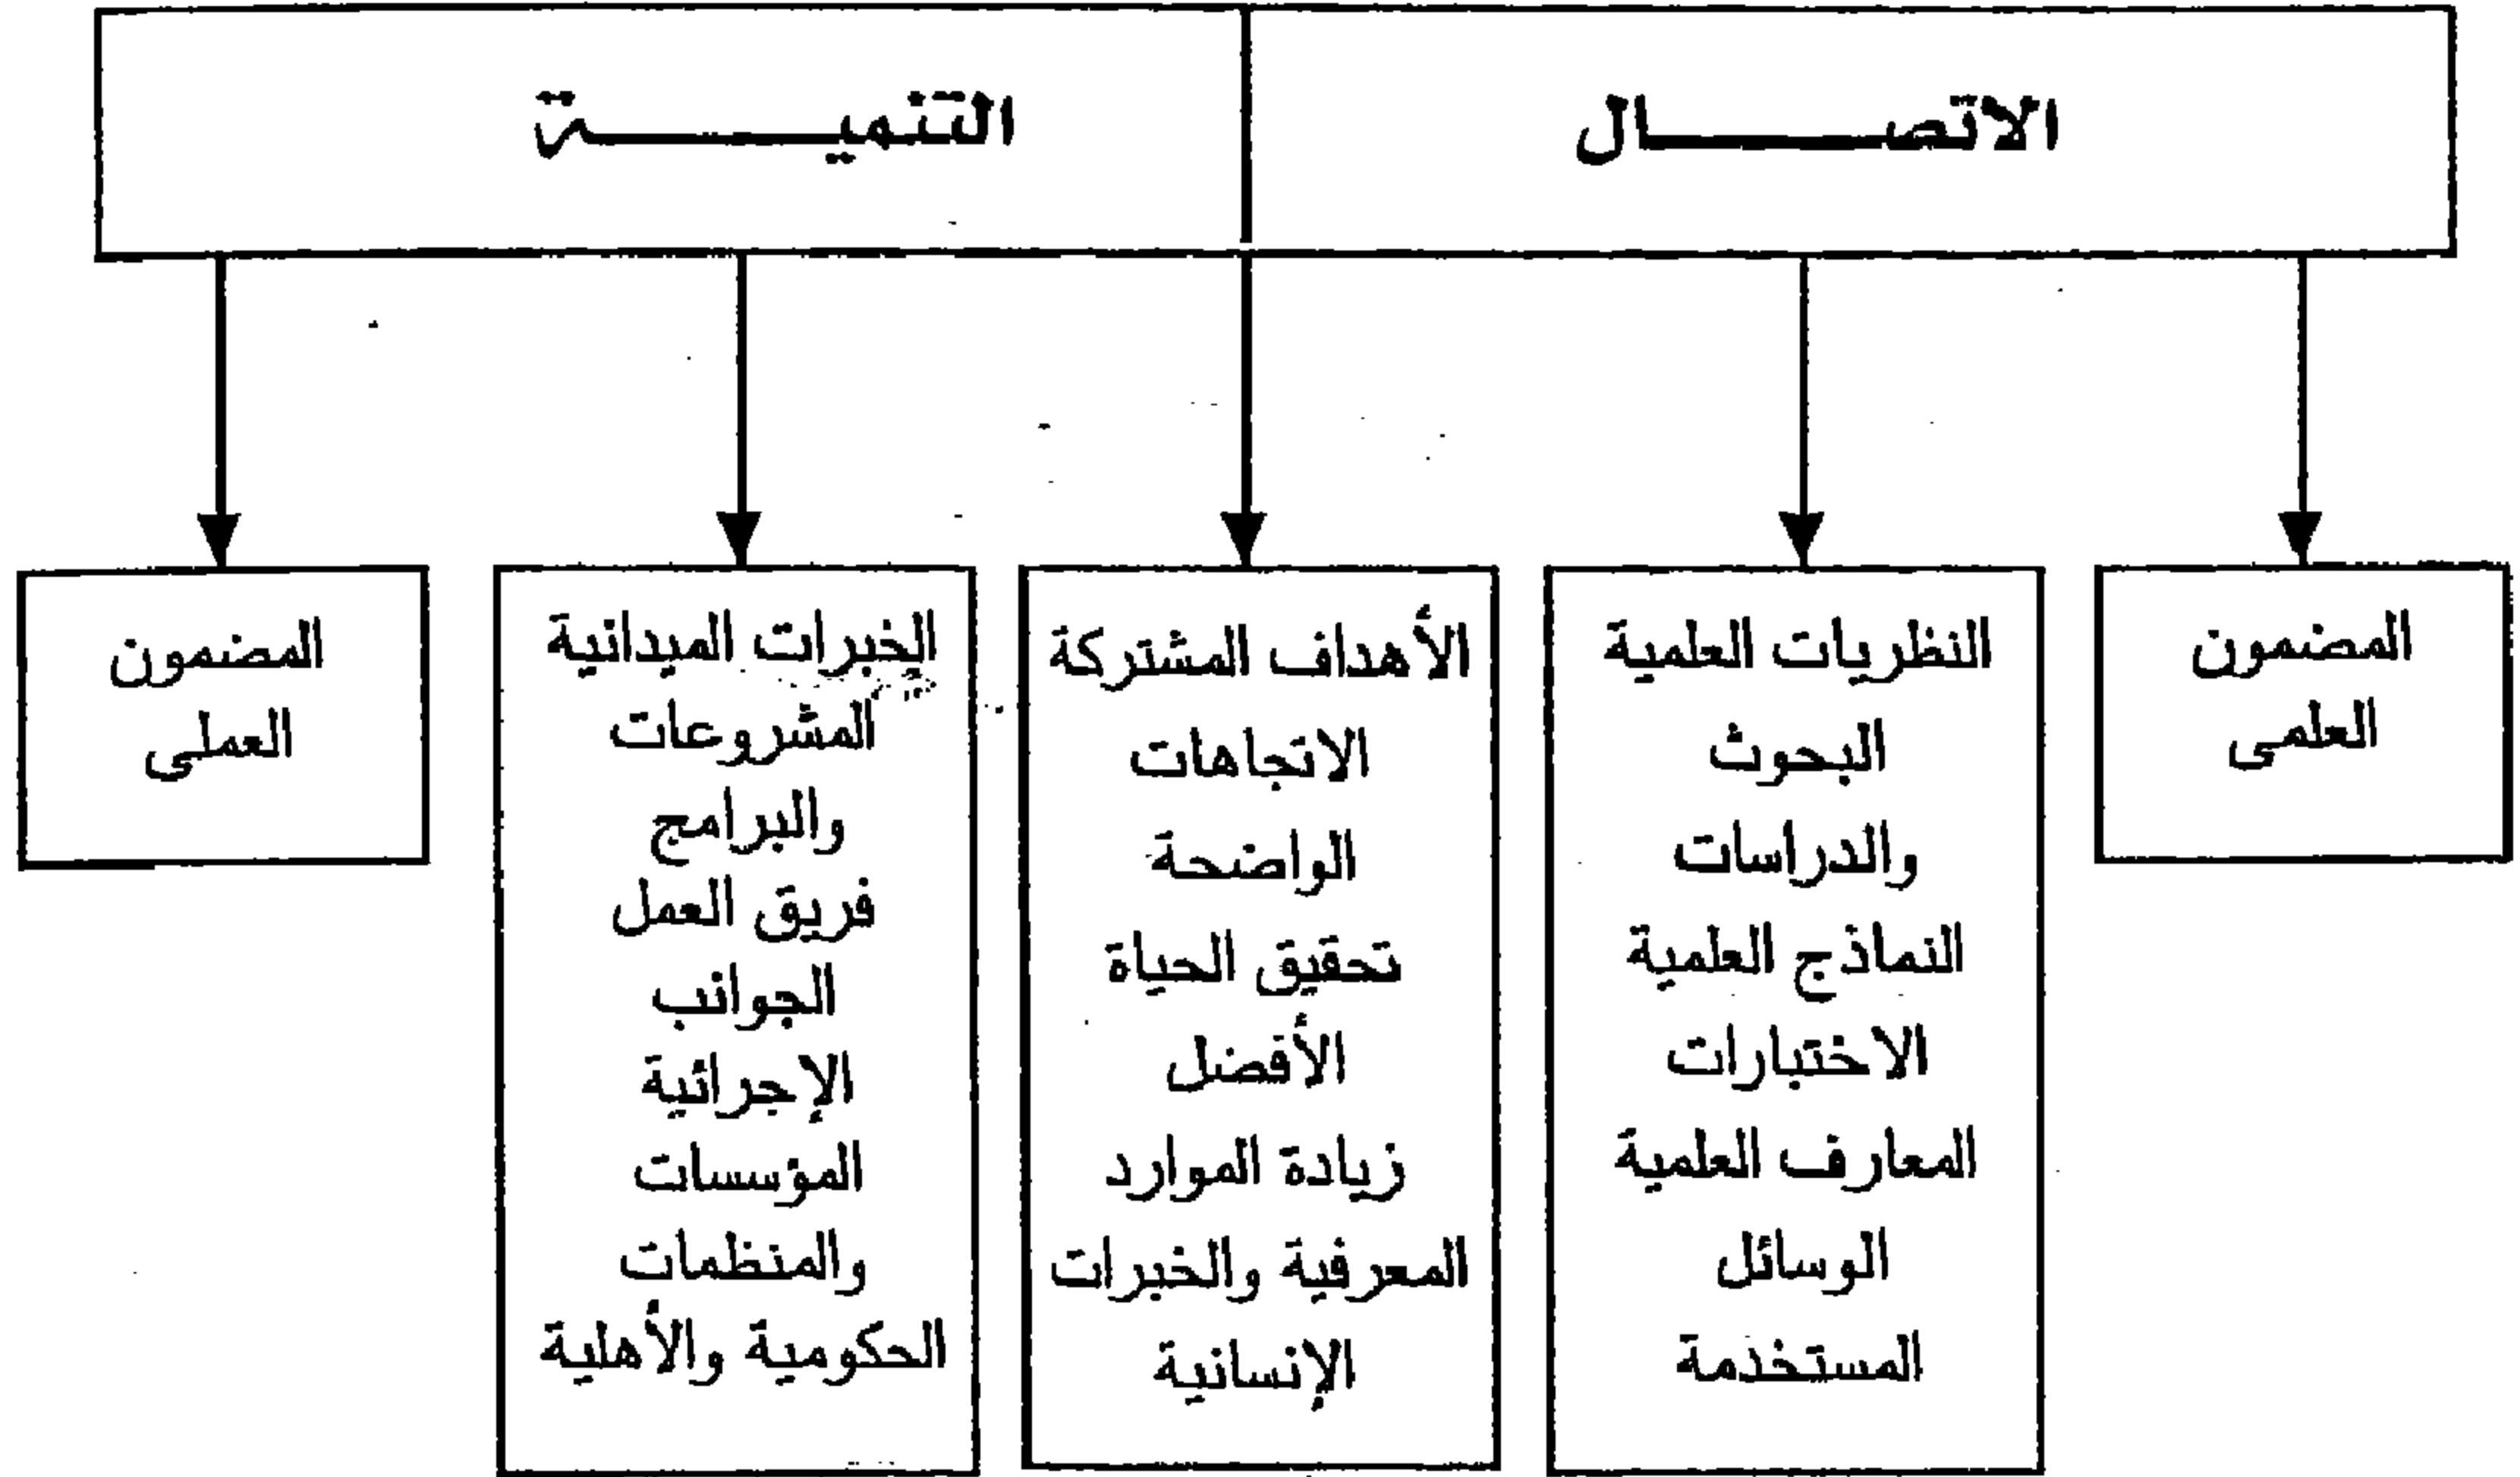 الاتصـــــال
التنميـــــة
المضمون
العلمى
النظريات العلمية
البحوث
والدراسات
النماذج العلمية
الاختبارات
المعارف العلمية
الوسائل
المستخدمة
الأهداف المشتركة
الاتجاهات
الواضحة
تحقيق الحياة
الأفضل
زيادة الموارد
المعرفية والخبرات
الإنسانية
الخبرات الميدانية
المشروعات
والبرامج
فريق العمل
الجوانب
الإجرائية
المؤسسات
والمنظمات
الحكومية والأهلية
المضمون
العملى